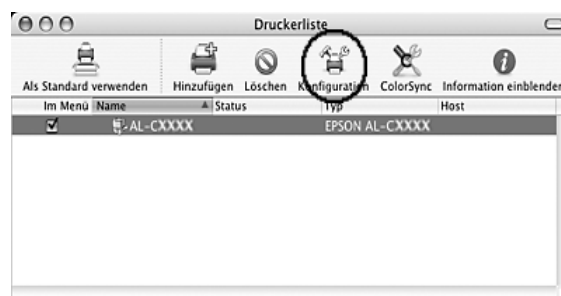 Druckerliste
Als Standard verwenden Hinzufügen Löschen Konfiguration ColorSync Information einblenden
Im Menü Name Status Typ Host
AL-CXXXX EPSON AL-CXXXX